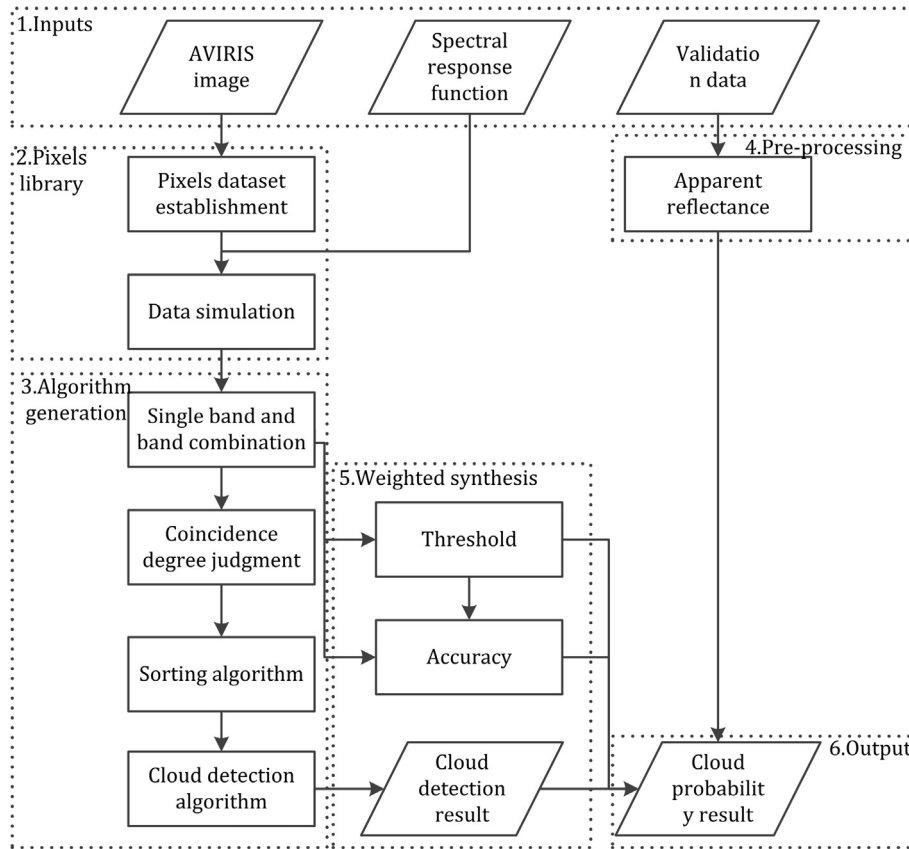 1.Inputs
AVIRIS
image
Spectral
response
function
Validatio
n data
2.Pixels
library
Pixels dataset
establishment
4.Pre-processing
Apparent
reflectance
Data simulation
3.Algorithm
generation
Single band and
band combination
5.Weighted synthesis
Coincidence
degree judgment
Threshold
Sorting algorithm
Accuracy
Cloud detection
algorithm
Cloud
detection
result
6.Output
Cloud
probabilit
y result